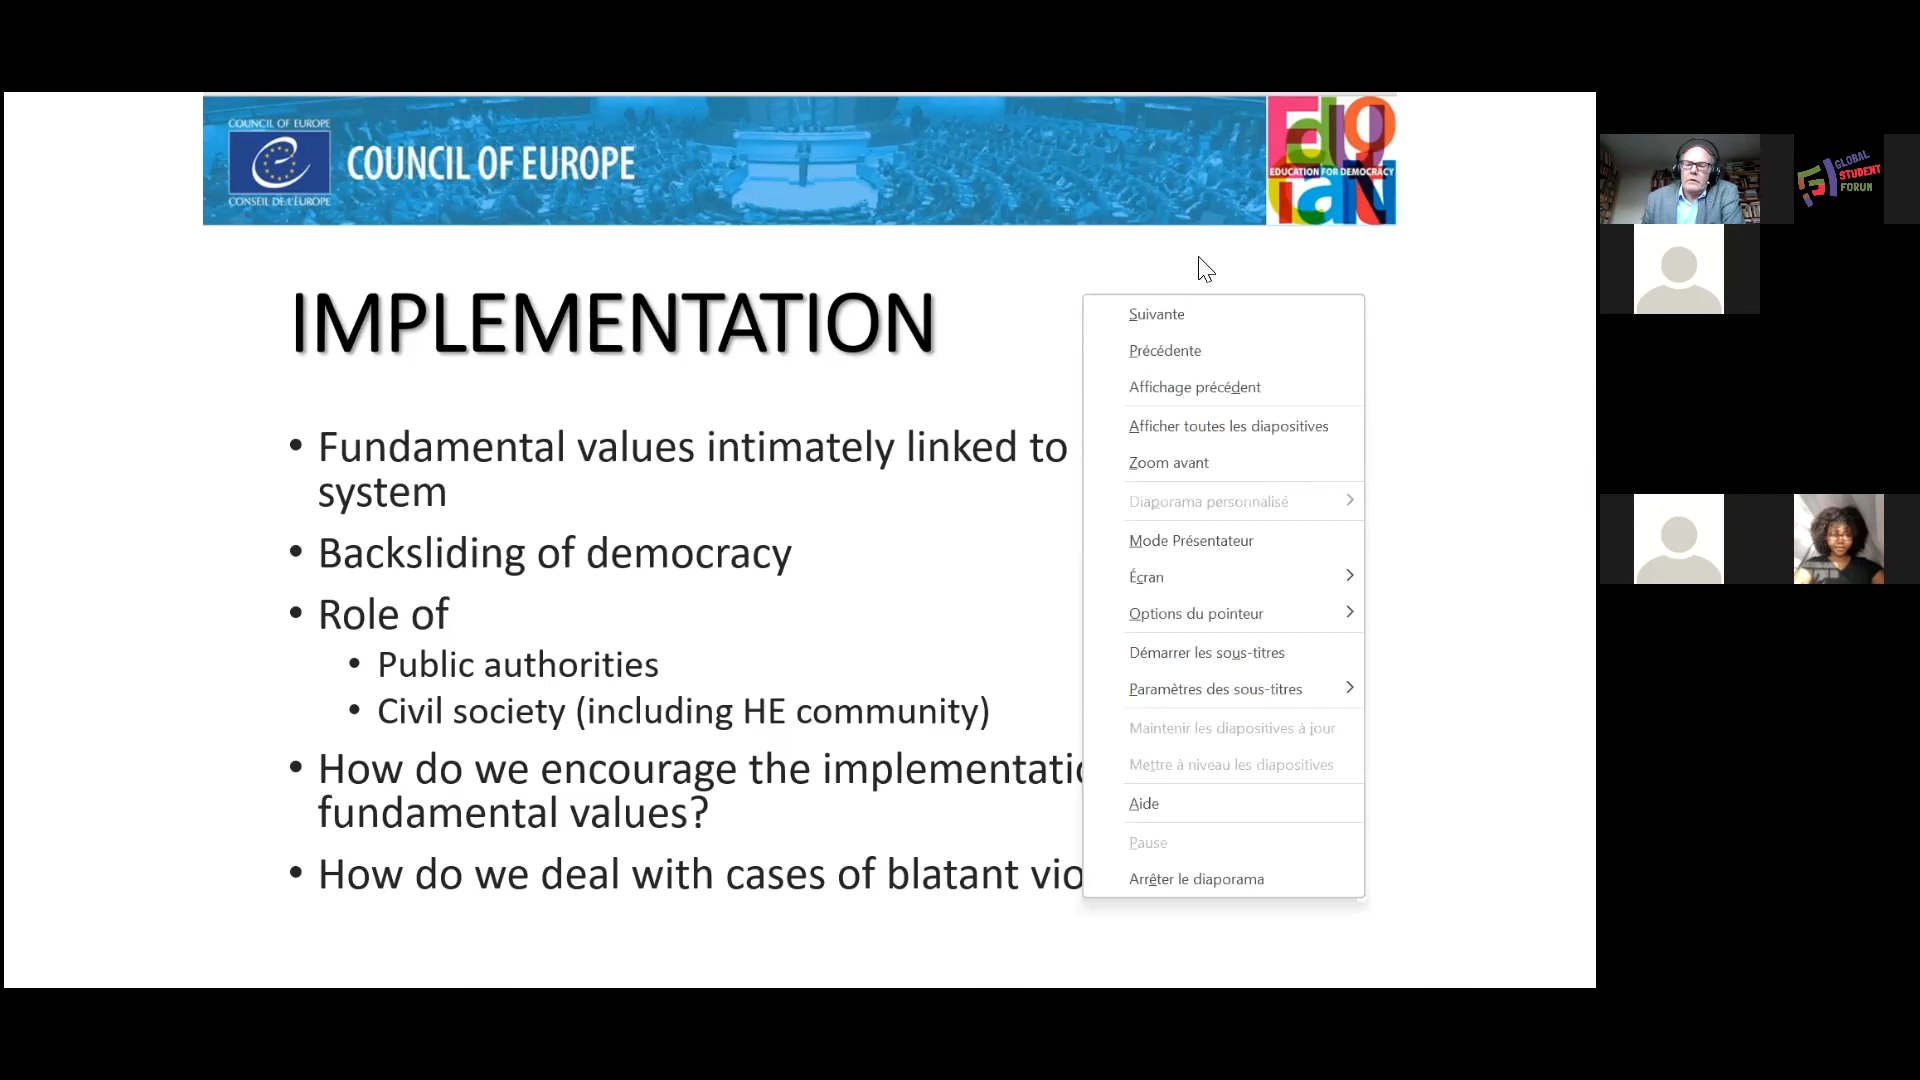 COUNCIL OF EUROPE
COUNCIL OF EUROPE
CONSEIL DE L'EUROPE
EDUCATION FOR DEMOCRACY
GLOBAL
STUDENT
FORUM
IMPLEMENTATION
• Fundamental values intimately linked to
system
• Backsliding of democracy
• Role of
• Public authorities
• Civil society (including HE community)
• How do we encourage the
fundamental values?
• How do we deal with cases of blatant
Suivante
Précédente
Affichage précédent
Afficher toutes les diapositives
Zoom avant
Diaporama personnalisé
Mode Présentateur
Écran
Options du pointeur
Démarrer les sous-titres
Paramètres des sous-titres
Maintenir les diapositives à jour
Mettre à niveau les diapositives
Aide
Pause
Arrêter le diaporama